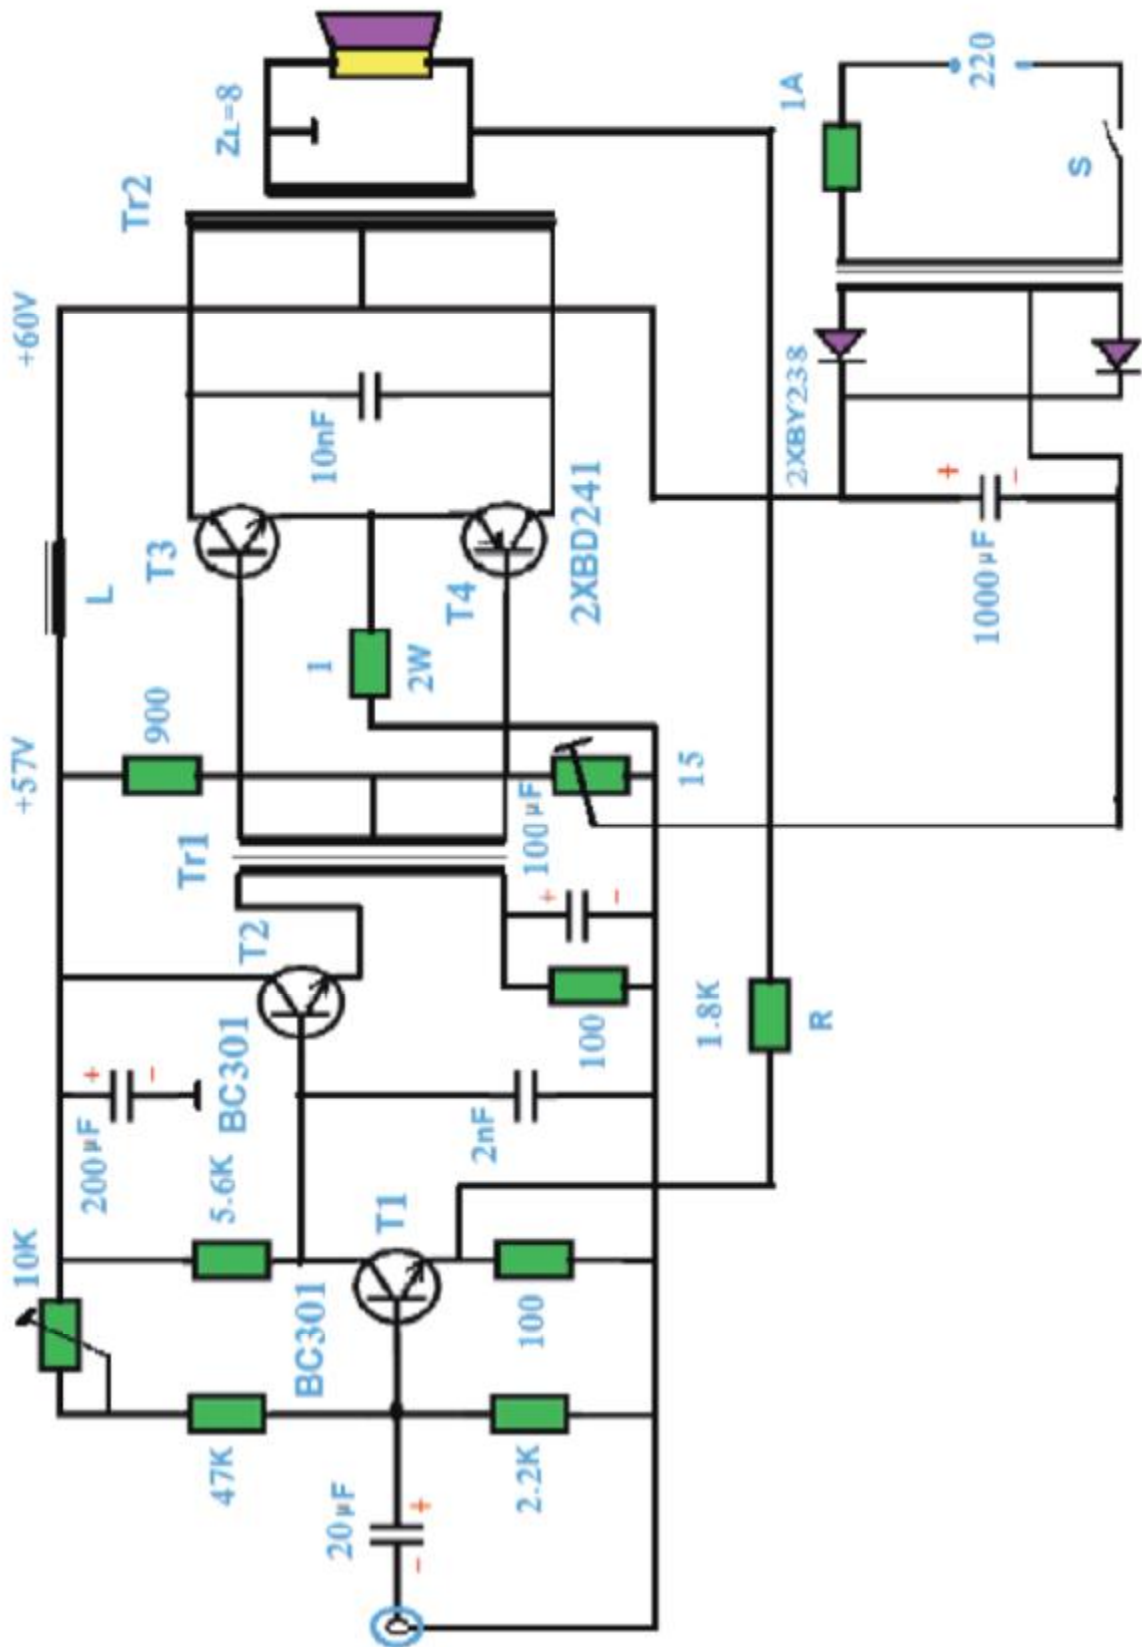 +57V
+60V
L
10K
200µF
+
−
900
Tr2
ZL=8
47K
5.6K
BC301
T2
Tr1
T3
10nF
BC301
T1
1
2W
20µF
−
+
2.2K
100
2nF
100
100µF
+
−
T4
2XBD241
15
1.8K
R
2XBY238
1A
220
S
1000µF
+
−